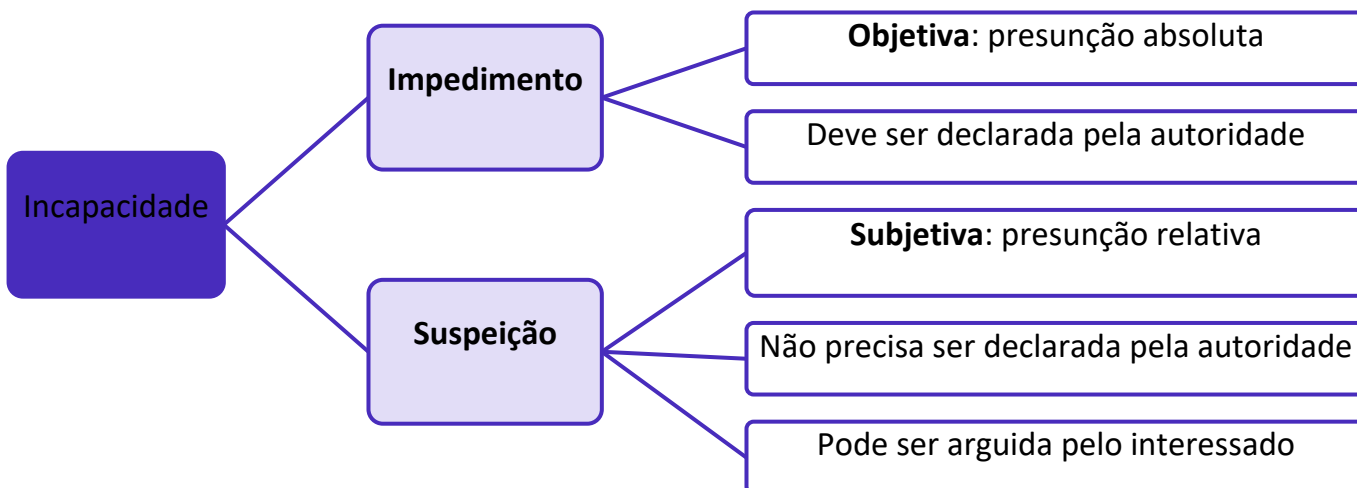 Incapacidade
Impedimento
Objetiva: presunção absoluta
Deve ser declarada pela autoridade
Suspeição
Subjetiva: presunção relativa
Não precisa ser declarada pela autoridade
Pode ser arguida pelo interessado